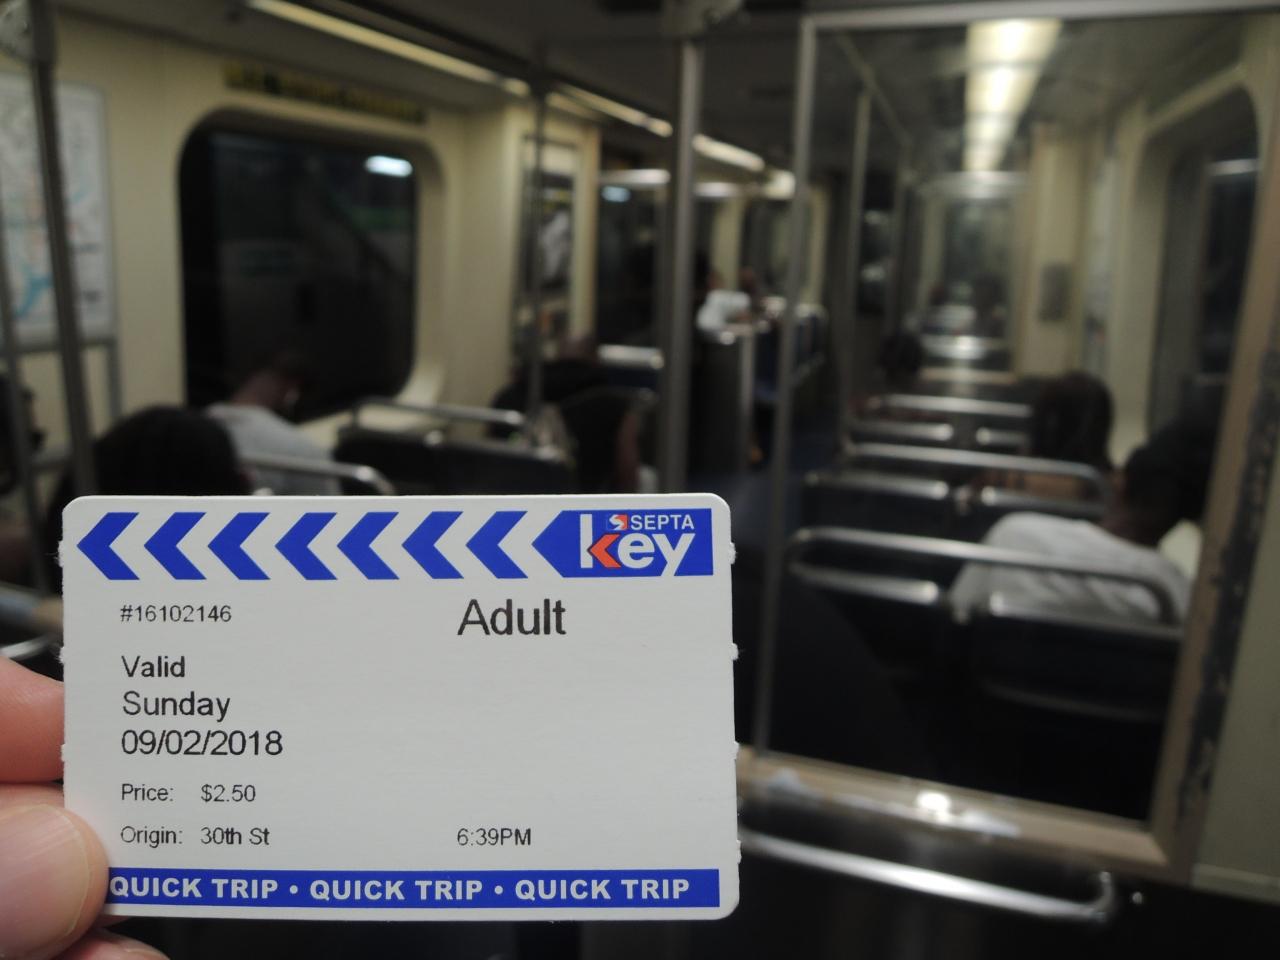 SEPTA
key
#16102146
Adult
Valid
Sunday
09/02/2018
Price: $2.50
Origin: 30th St 6:39PM
QUICK TRIP • QUICK TRIP • QUICK TRIP